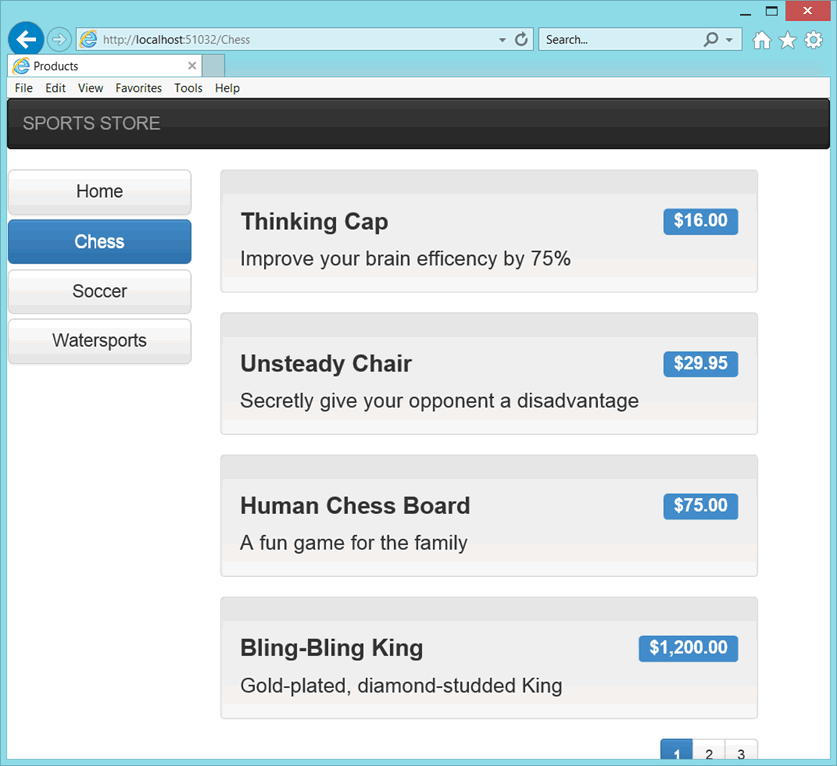 http://localhost:51032/Chess
Search...
Products
File Edit View Favorites Tools Help
SPORTS STORE
Home
Chess
Soccer
Watersports
Thinking Cap $16.00
Improve your brain efficency by 75%
Unsteady Chair $29.95
Secretly give your opponent a disadvantage
Human Chess Board $75.00
A fun game for the family
Bling-Bling King $1,200.00
Gold-plated, diamond-studded King
1 2 3